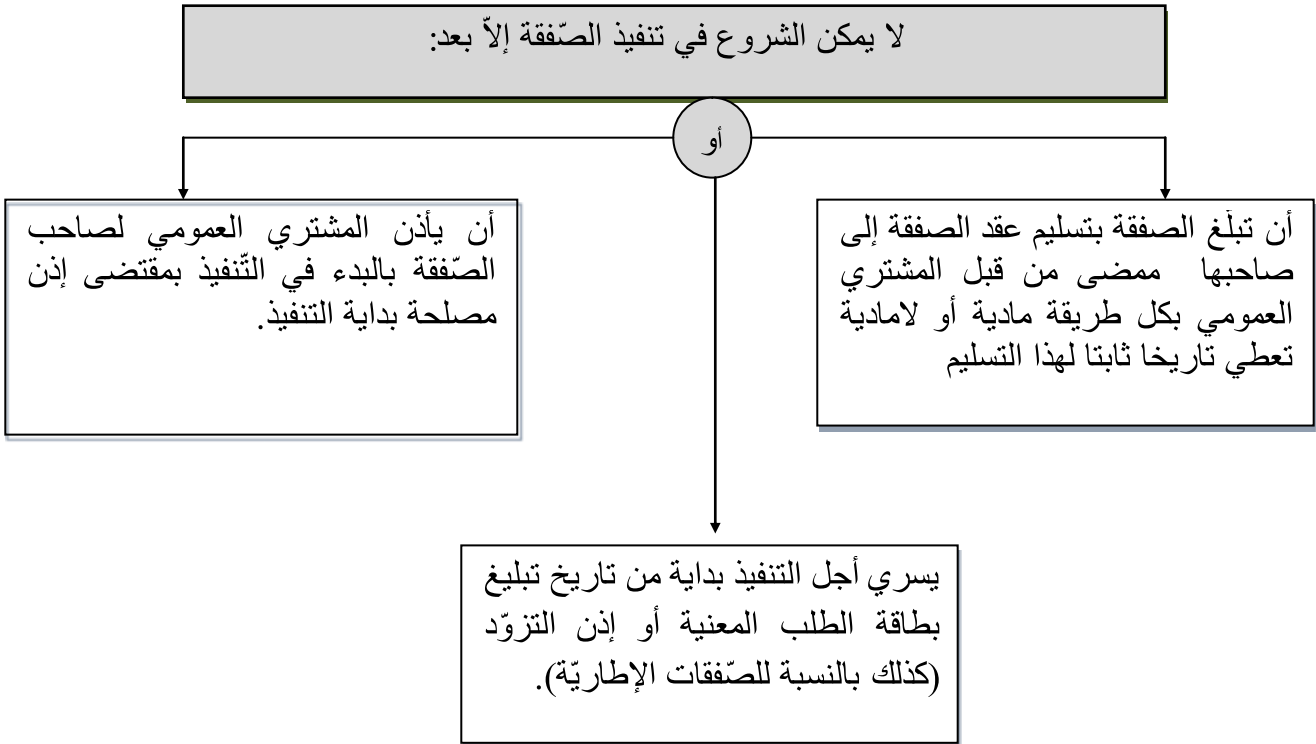 لا يمكن الشروع في تنفيذ الصّفقة إلاّ بعد:
أو
أن تبلّغ الصفقة بتسليم عقد الصفقة إلى
صاحبها ممضى من قبل المشتري
العمومي بكل طريقة مادية أو لامادية
تعطي تاريخا ثابتا لهذا التسليم
أن يأذن المشتري العمومي لصاحب
الصّفقة بالبدء في التّنفيذ بمقتضى إذن
مصلحة بداية التنفيذ.
يسري أجل التنفيذ بداية من تاريخ تبليغ
بطاقة الطلب المعنية أو إذن التزوّد
(كذلك بالنسبة للصّفقات الإطاريّة).